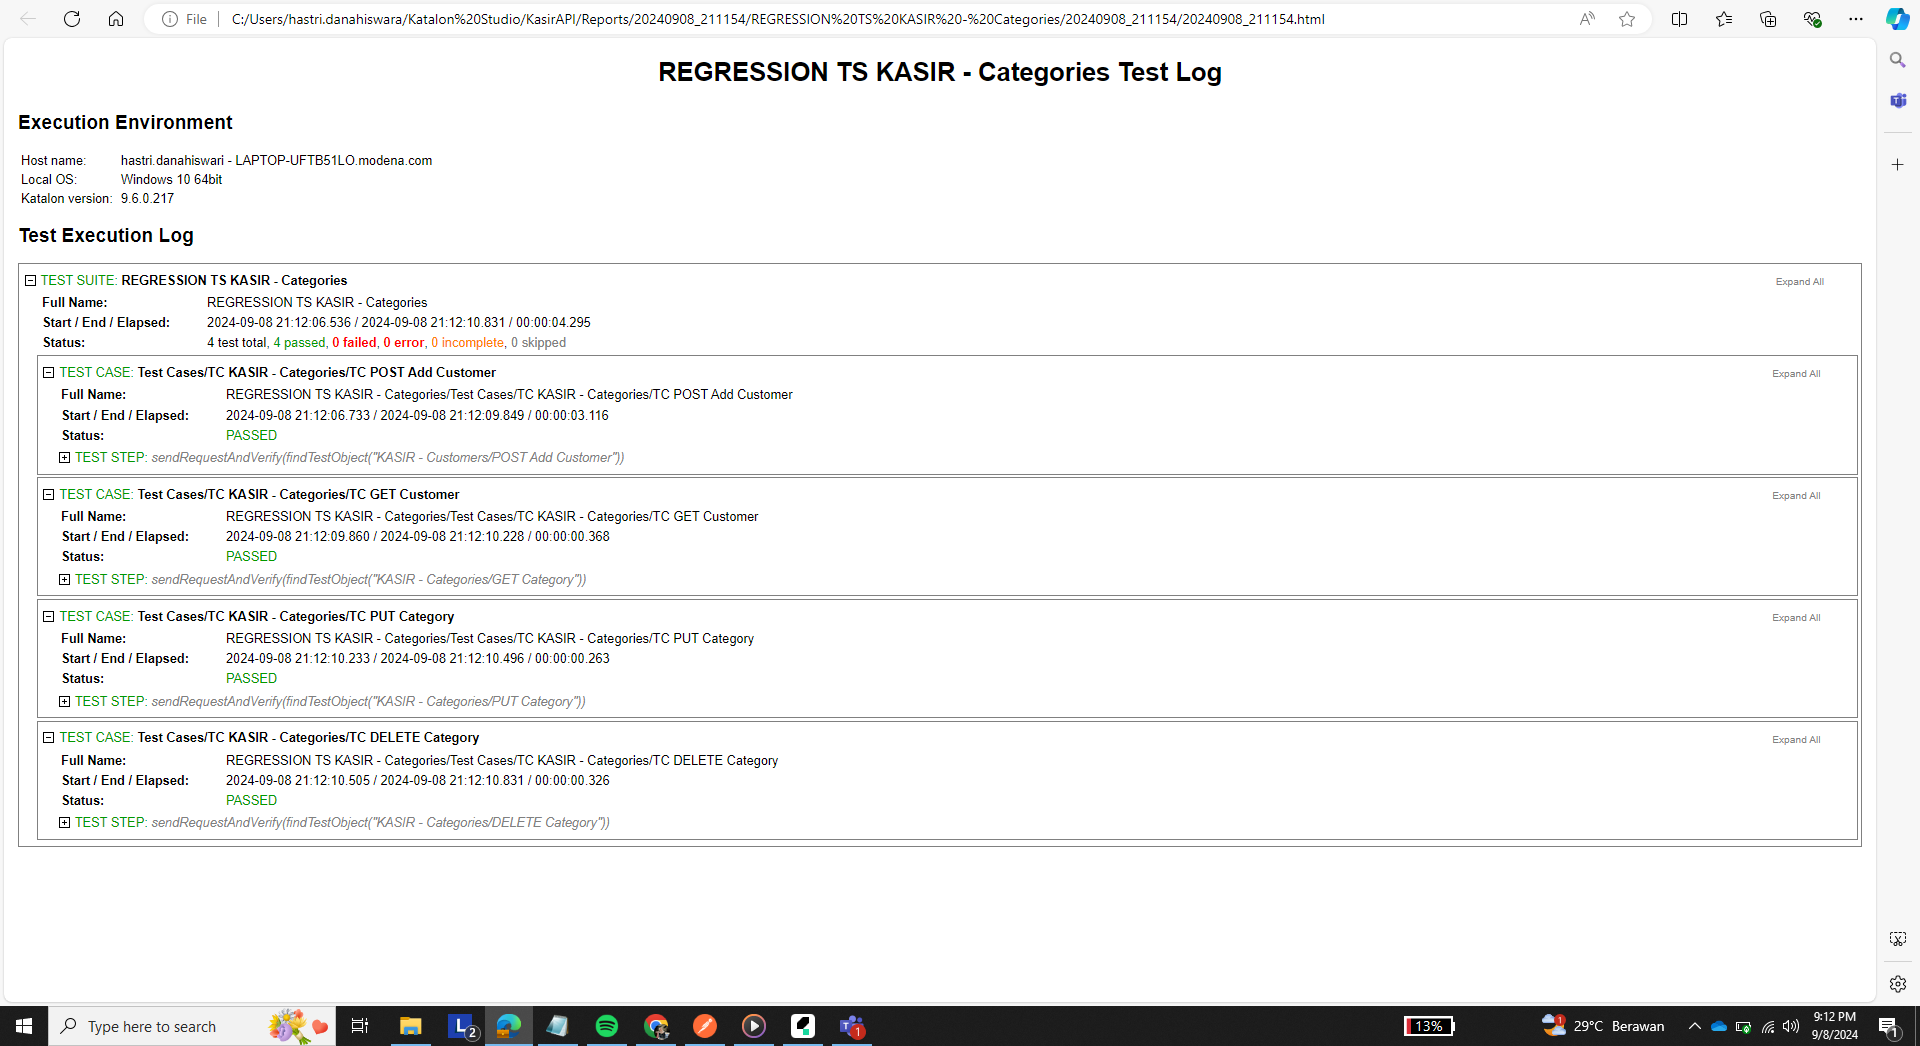 File
C:/Users/hastri.danahiswara/Katalon%20Studio/KasirAPI/Reports/20240908_211154/REGRESSION%20TS%20KASIR%20-%20Categories/20240908_211154/20240908_211154.html
REGRESSION TS KASIR - Categories Test Log
Execution Environment
Host name: hastri.danahiswari - LAPTOP-UFTB51LO.modena.com
Local OS: Windows 10 64bit
Katalon version: 9.6.0.217
Test Execution Log
TEST SUITE: REGRESSION TS KASIR - Categories Expand All
Full Name: REGRESSION TS KASIR - Categories
Start / End / Elapsed: 2024-09-08 21:12:06.536 / 2024-09-08 21:12:10.831 / 00:00:04.295
Status: 4 test total, 4 passed, 0 failed, 0 error, 0 incomplete, 0 skipped
TEST CASE: Test Cases/TC KASIR - Categories/TC POST Add Customer Expand All
Full Name: REGRESSION TS KASIR - Categories/Test Cases/TC KASIR - Categories/TC POST Add Customer
Start / End / Elapsed: 2024-09-08 21:12:06.733 / 2024-09-08 21:12:09.849 / 00:00:03.116
Status: PASSED
TEST STEP: sendRequestAndVerify(findTestObject("KASIR - Customers/POST Add Customer"))
TEST CASE: Test Cases/TC KASIR - Categories/TC GET Customer Expand All
Full Name: REGRESSION TS KASIR - Categories/Test Cases/TC KASIR - Categories/TC GET Customer
Start / End / Elapsed: 2024-09-08 21:12:09.860 / 2024-09-08 21:12:10.228 / 00:00:00.368
Status: PASSED
TEST STEP: sendRequestAndVerify(findTestObject("KASIR - Categories/GET Category"))
TEST CASE: Test Cases/TC KASIR - Categories/TC PUT Category Expand All
Full Name: REGRESSION TS KASIR - Categories/Test Cases/TC KASIR - Categories/TC PUT Category
Start / End / Elapsed: 2024-09-08 21:12:10.233 / 2024-09-08 21:12:10.496 / 00:00:00.263
Status: PASSED
TEST STEP: sendRequestAndVerify(findTestObject("KASIR - Categories/PUT Category"))
TEST CASE: Test Cases/TC KASIR - Categories/TC DELETE Category Expand All
Full Name: REGRESSION TS KASIR - Categories/Test Cases/TC KASIR - Categories/TC DELETE Category
Start / End / Elapsed: 2024-09-08 21:12:10.505 / 2024-09-08 21:12:10.831 / 00:00:00.326
Status: PASSED
TEST STEP: sendRequestAndVerify(findTestObject("KASIR - Categories/DELETE Category"))
Type here to search
L 2
1
13%
1
29°C Berawan
9:12 PM
9/8/2024
1